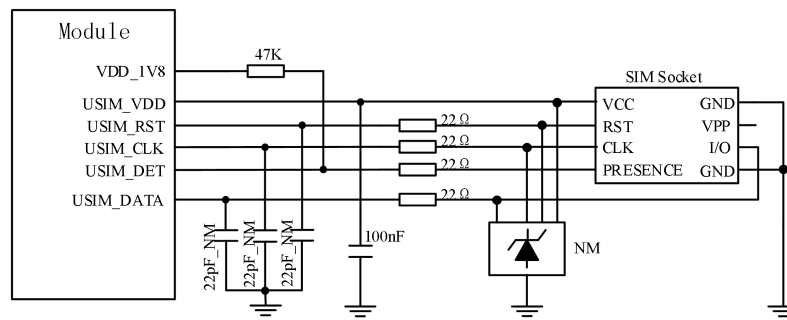 Module
47K
VDD_1V8
SIM Socket
USIM_VDD
VCC
GND
USIM_RST
22Ω
RST
VPP
USIM_CLK
22Ω
CLK
I/O
USIM_DET
22Ω
PRESENCE
GND
USIM_DATA
22Ω
22pF_NM
22pF_NM
22pF_NM
100nF
NM